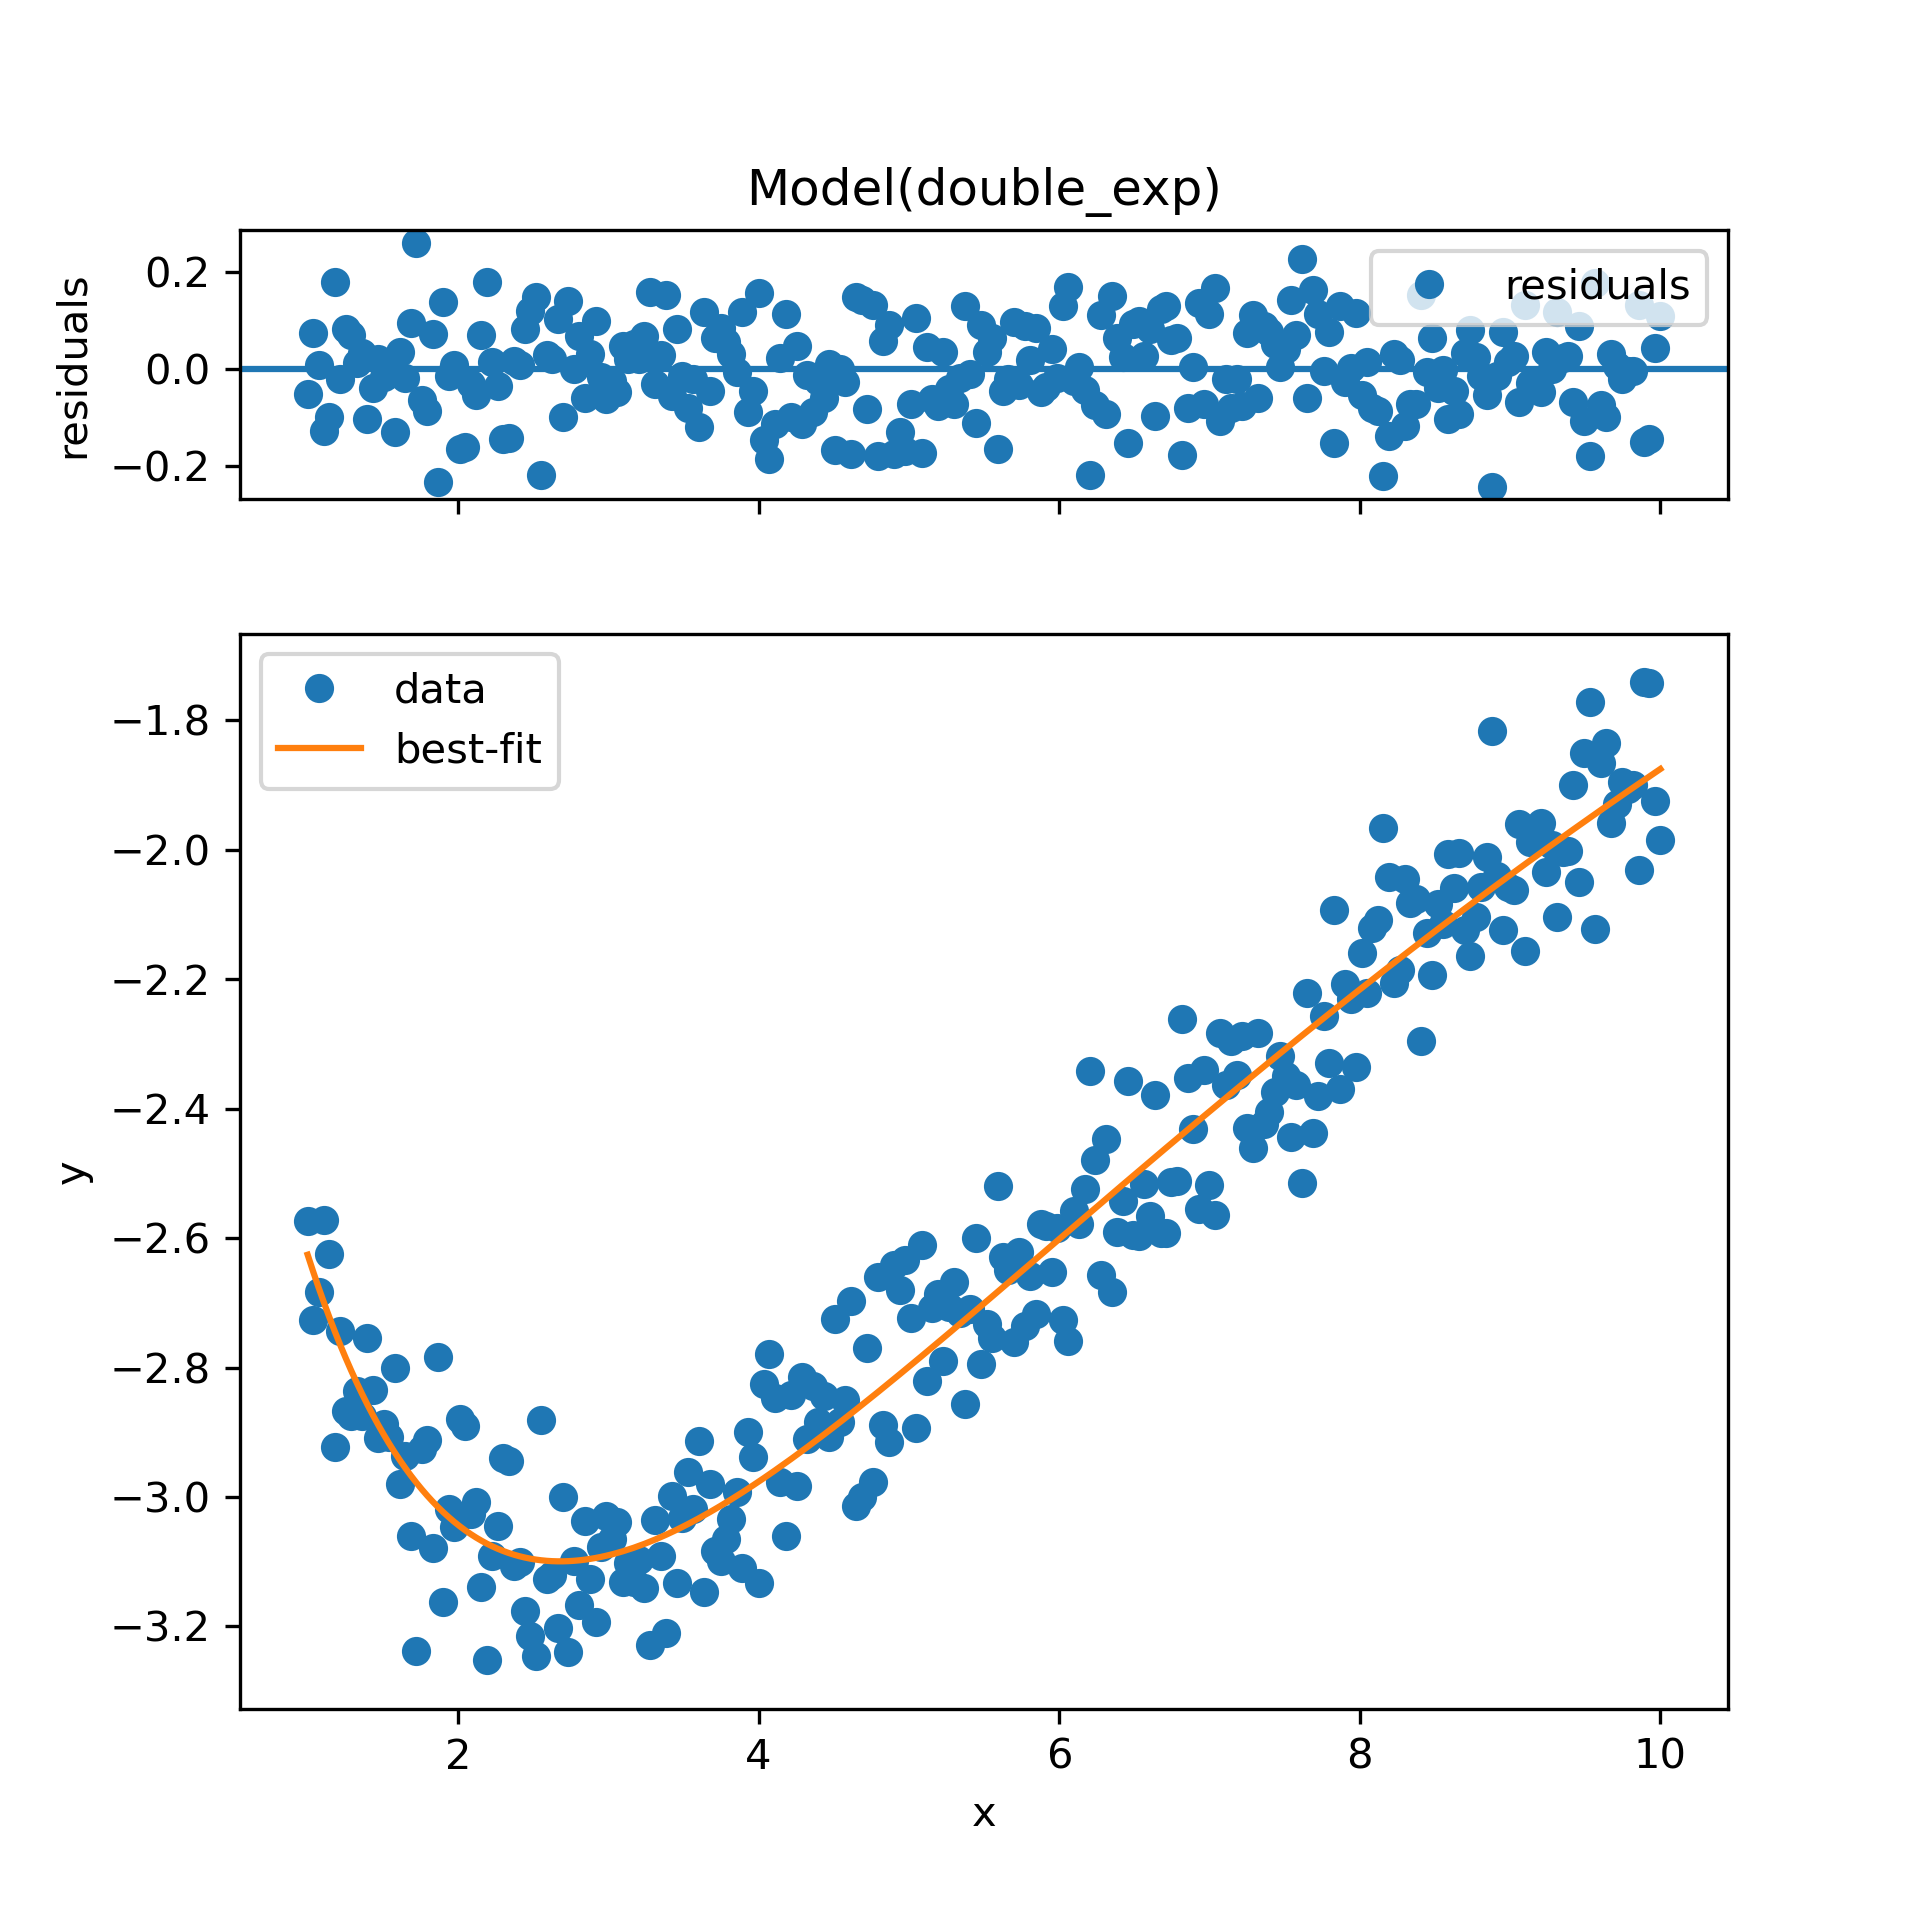 Model(double_exp)
residuals
0.2
0.0
−0.2
residuals
y
−1.8
−2.0
−2.2
−2.4
−2.6
−2.8
−3.0
−3.2
data
best-fit
2 4 6 8 10
x